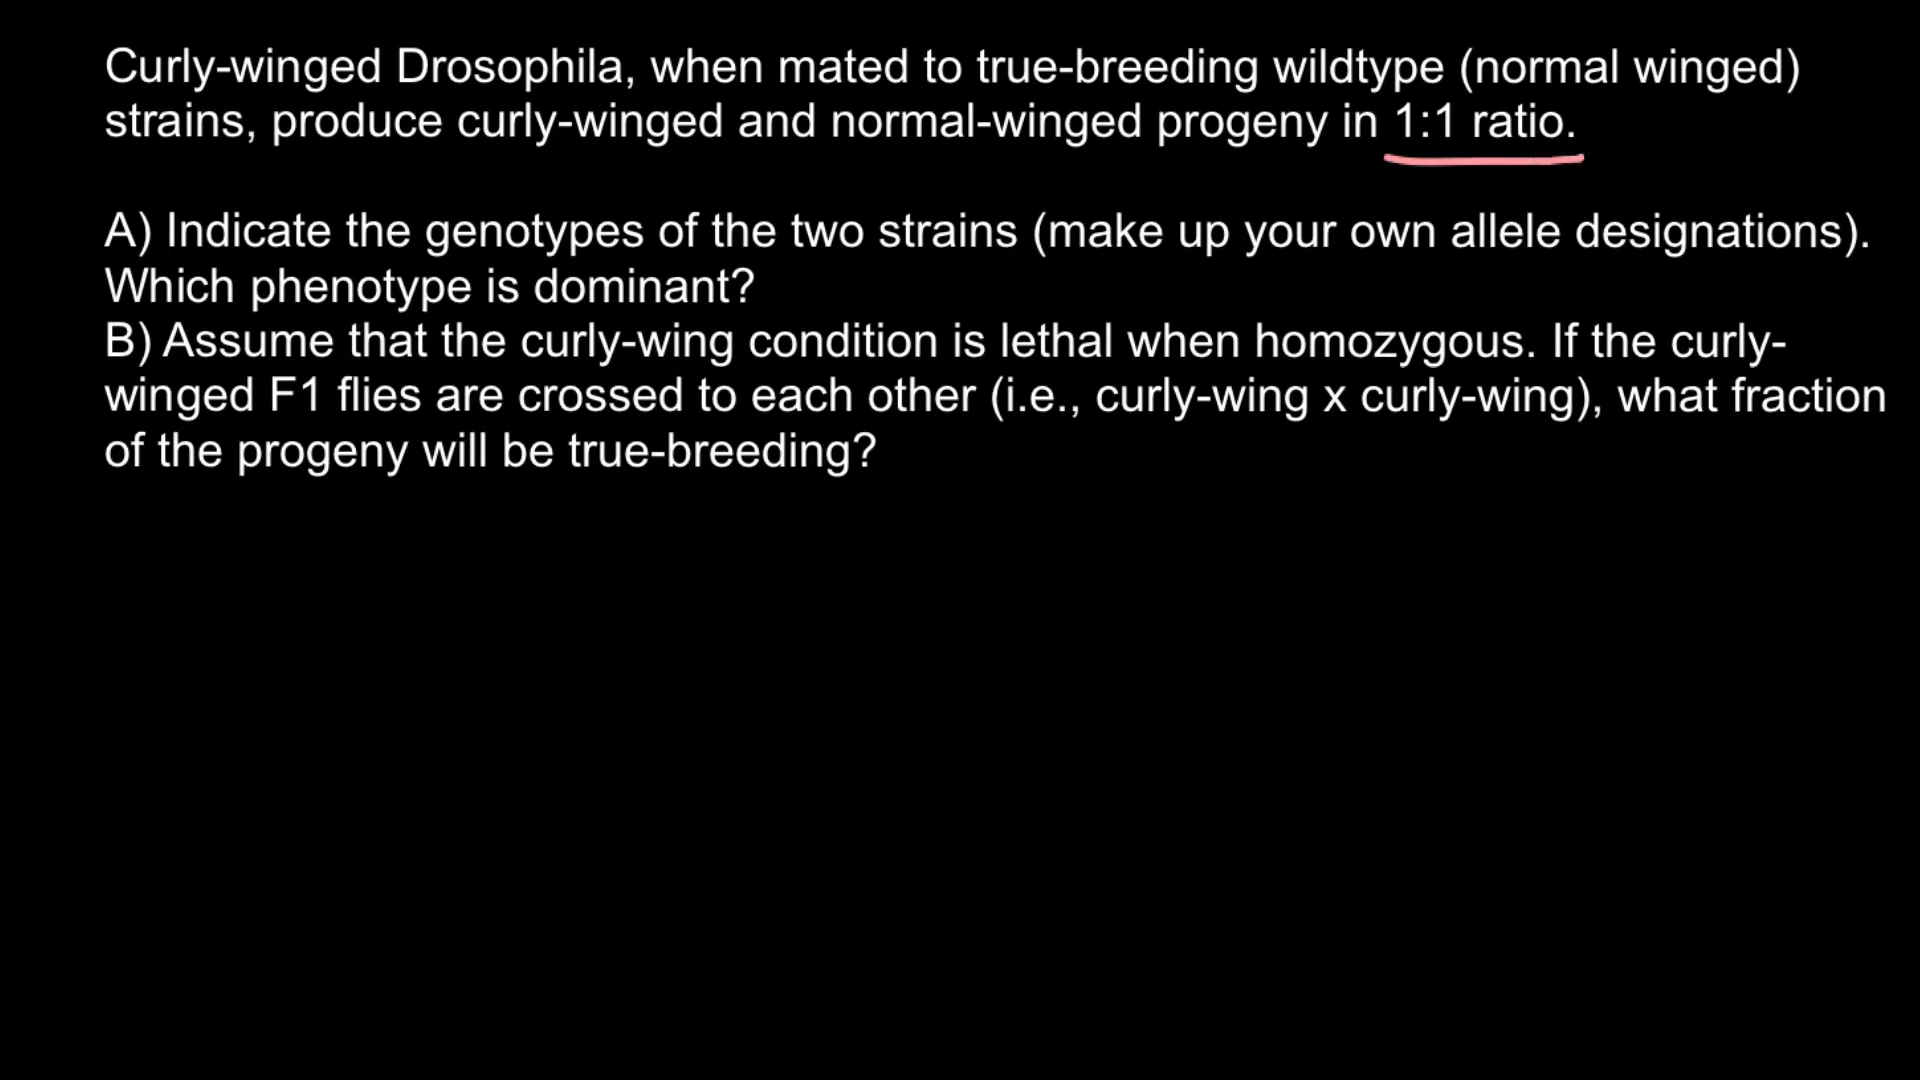 Curly-winged Drosophila, when mated to true-breeding wildtype (normal winged)
strains, produce curly-winged and normal-winged progeny in 1:1 ratio.
A) Indicate the genotypes of the two strains (make up your own allele designations).
Which phenotype is dominant?
B) Assume that the curly-wing condition is lethal when homozygous. If the curly-
winged F1 flies are crossed to each other (i.e., curly-wing x curly-wing), what fraction
of the progeny will be true-breeding?